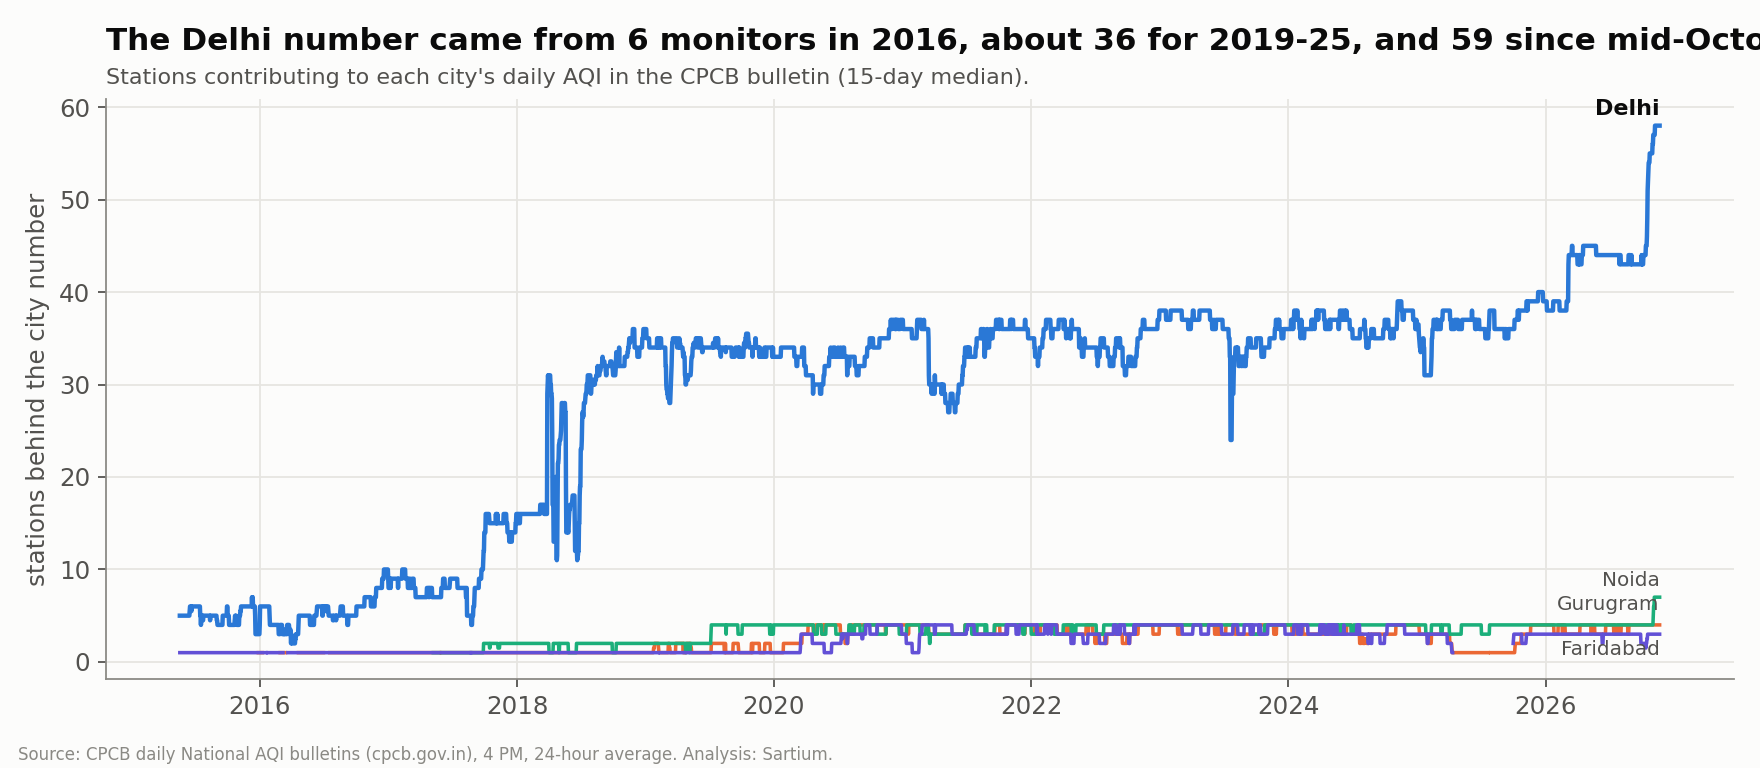 The Delhi number came from 6 monitors in 2016, about 36 for 2019-25, and 59 since mid-Octo
Stations contributing to each city's daily AQI in the CPCB bulletin (15-day median).
60
50
40
30
20
10
0
stations behind the city number
Delhi
Noida
Gurugram
Faridabad
2016 2018 2020 2022 2024 2026
Source: CPCB daily National AQI bulletins (cpcb.gov.in), 4 PM, 24-hour average. Analysis: Sartium.